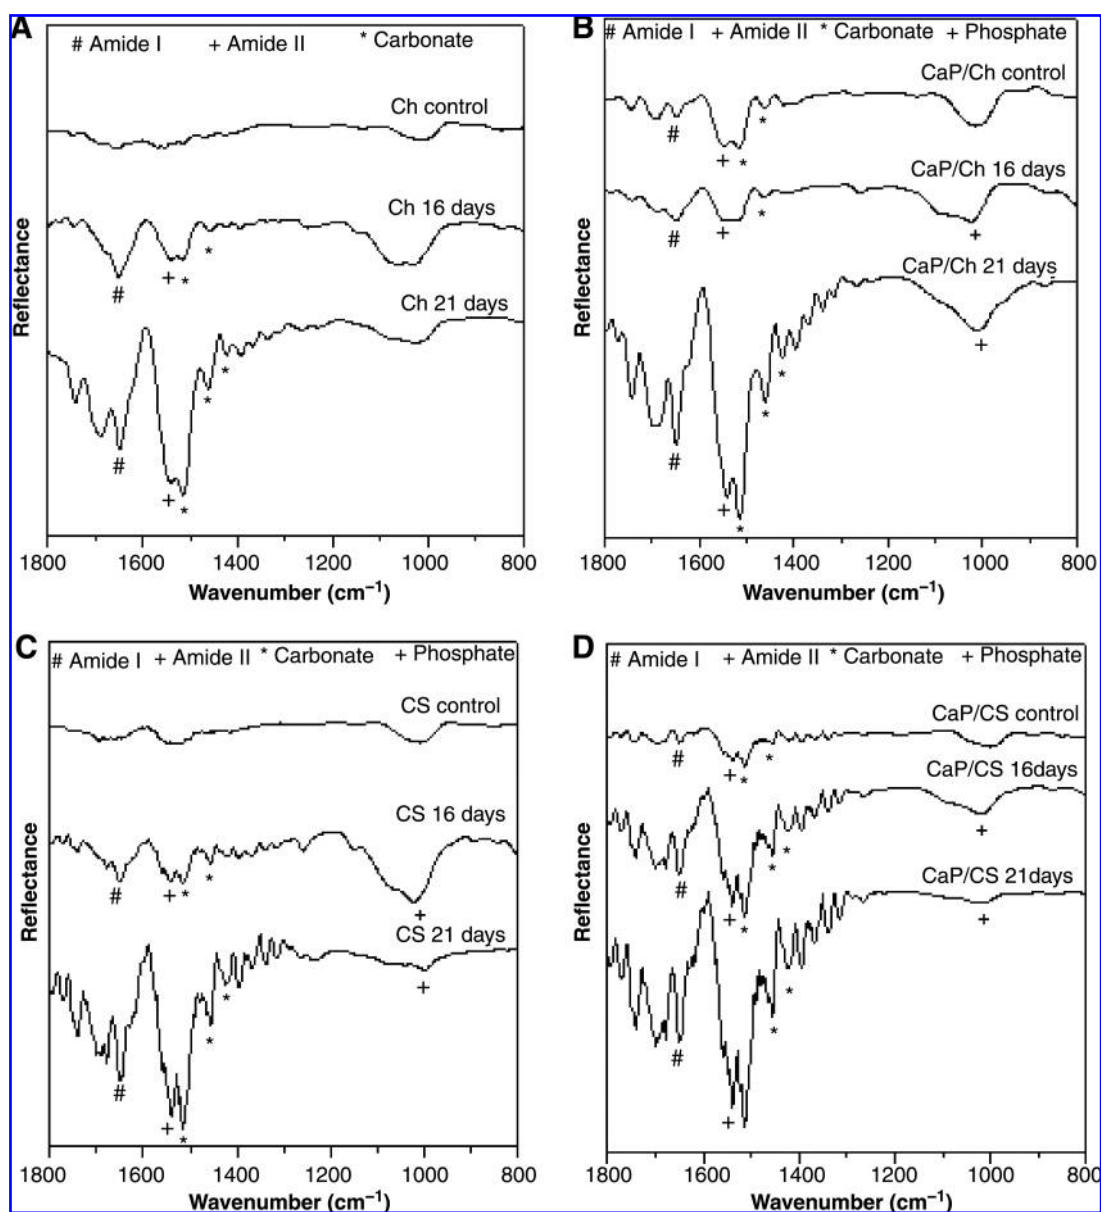 A
# Amide I + Amide II * Carbonate
Ch control
Ch 16 days
+ * *
#
Ch 21 days
*
*
#
+ *
Reflectance
1800 1600 1400 1200 1000 800
Wavenumber (cm⁻¹)
B
# Amide I + Amide II * Carbonate + Phosphate
CaP/Ch control
# *
+ *
CaP/Ch 16 days
*
# + +
CaP/Ch 21 days
+
*
*
#
+ *
Reflectance
1800 1600 1400 1200 1000 800
Wavenumber (cm⁻¹)
C
# Amide I + Amide II * Carbonate + Phosphate
CS control
CS 16 days
*
# + *
+
CS 21 days
+
*
*
#
+ *
Reflectance
1800 1600 1400 1200 1000 800
Wavenumber (cm⁻¹)
D
# Amide I + Amide II * Carbonate + Phosphate
CaP/CS control
# *
+ *
CaP/CS 16days
+
* *
#
+ *
CaP/CS 21days
+
*
*
#
+
Reflectance
1800 1600 1400 1200 1000 800
Wavenumber (cm⁻¹)